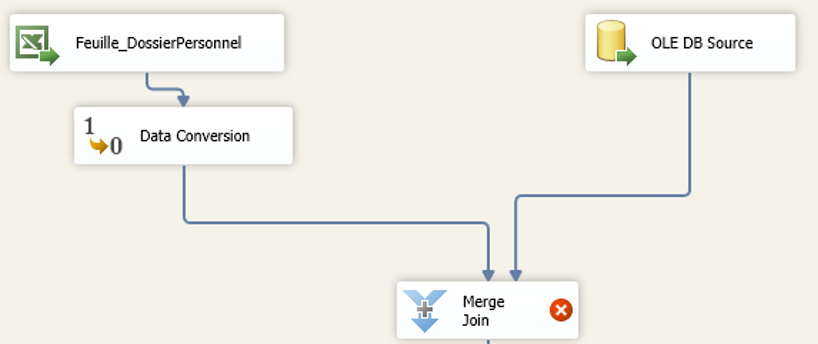 Feuille_DossierPersonnel
OLE DB Source
1
0
Data Conversion
Merge
Join